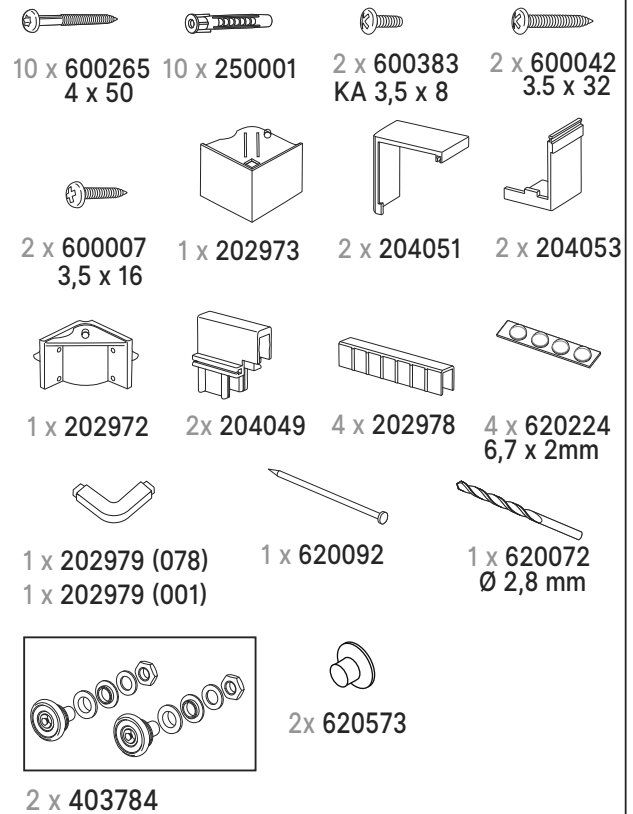 10 x 600265 10 x 250001 2 x 600383 2 x 600042
4 x 50 KA 3,5 x 8 3.5 x 32
2 x 600007 1 x 202973 2 x 204051 2 x 204053
3,5 x 16
1 x 202972 2x 204049 4 x 202978 4 x 620224
6,7 x 2mm
1 x 202979 (078) 1 x 620092 1 x 620072
1 x 202979 (001) Ø 2,8 mm
2x 620573
2 x 403784